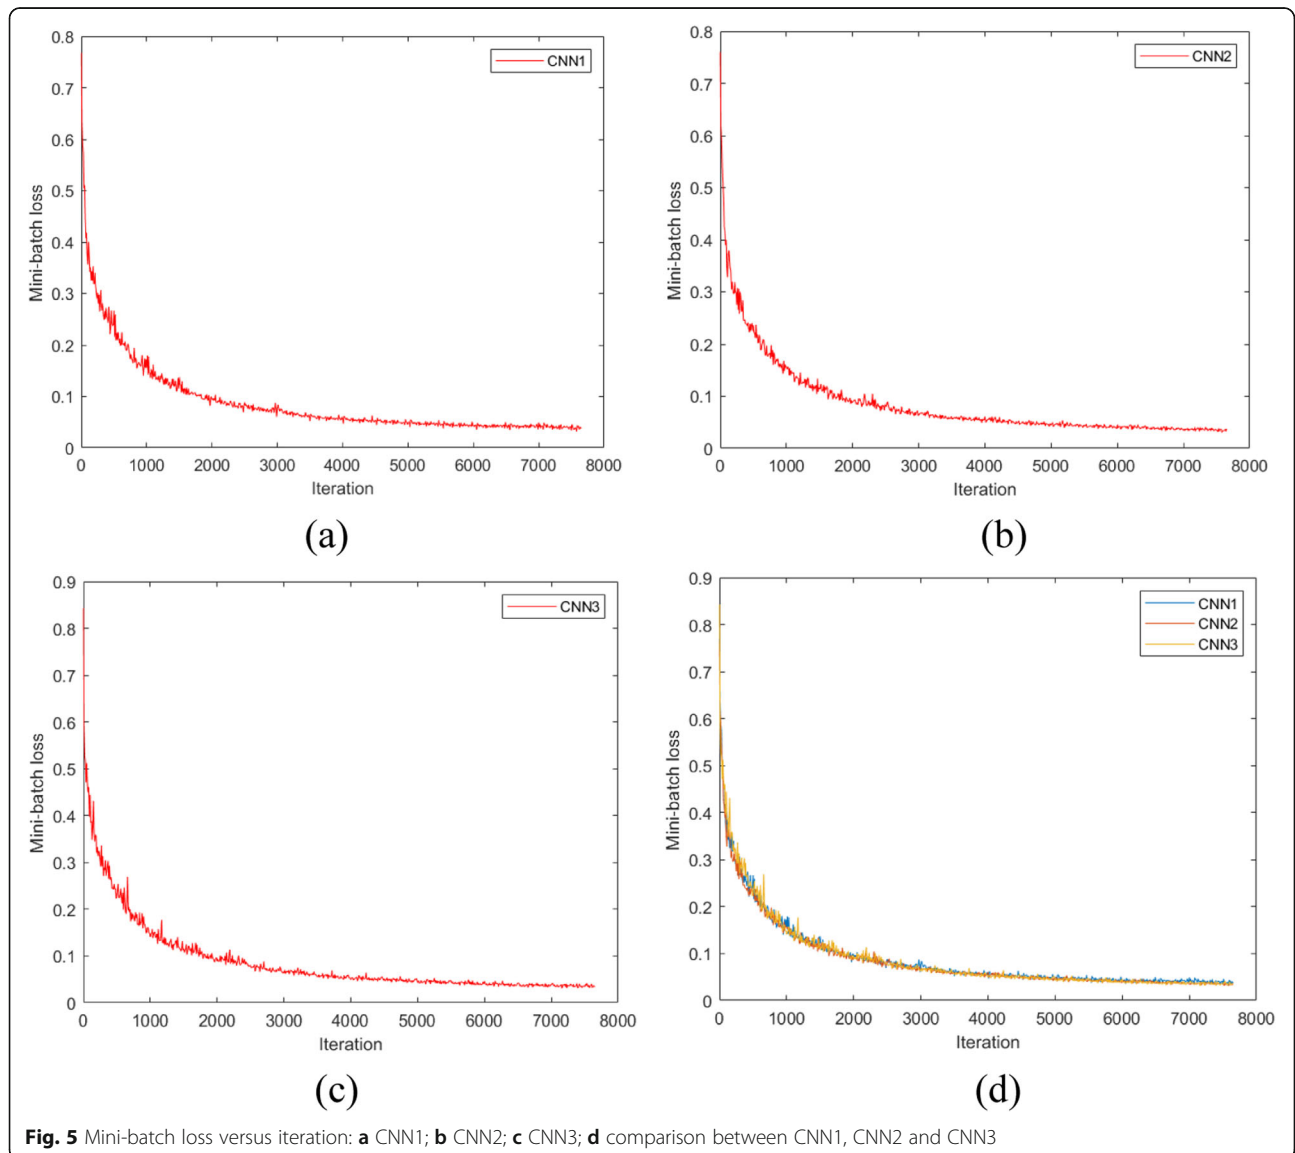 0.8
0.7
0.6
0.5
0.4
0.3
0.2
0.1
0
Mini-batch loss
CNN1
0 1000 2000 3000 4000 5000 6000 7000 8000
Iteration
(a)
0.8
0.7
0.6
0.5
0.4
0.3
0.2
0.1
0
Mini-batch loss
CNN2
0 1000 2000 3000 4000 5000 6000 7000 8000
Iteration
(b)
0.9
0.8
0.7
0.6
0.5
0.4
0.3
0.2
0.1
0
Mini-batch loss
CNN3
0 1000 2000 3000 4000 5000 6000 7000 8000
Iteration
(c)
0.9
0.8
0.7
0.6
0.5
0.4
0.3
0.2
0.1
0
Mini-batch loss
CNN1
CNN2
CNN3
0 1000 2000 3000 4000 5000 6000 7000 8000
Iteration
(d)
Fig. 5 Mini-batch loss versus iteration: a CNN1; b CNN2; c CNN3; d comparison between CNN1, CNN2 and CNN3